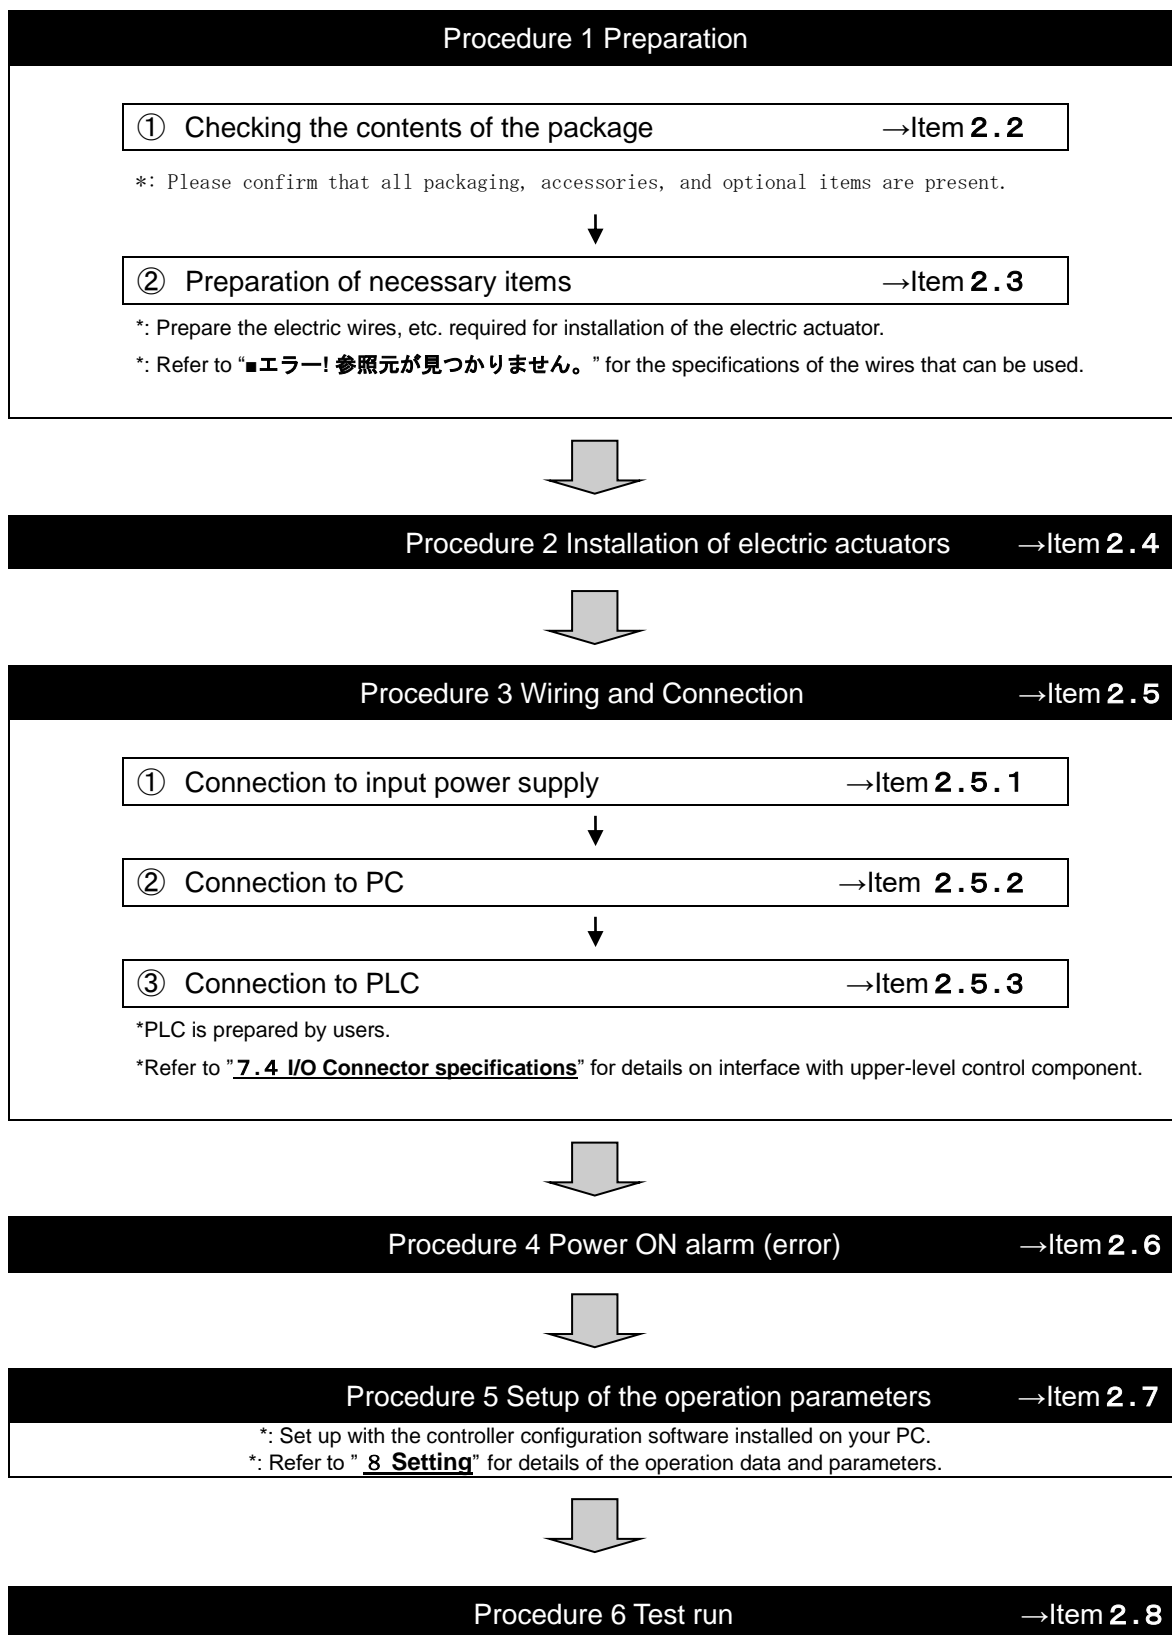 Procedure 1 Preparation
① Checking the contents of the package →Item ２．２
*: Please confirm that all packaging, accessories, and optional items are present.
② Preparation of necessary items →Item ２．３
*: Prepare the electric wires, etc. required for installation of the electric actuator.
*: Refer to “■エラー! 参照元が見つかりません。” for the specifications of the wires that can be used.
Procedure 2 Installation of electric actuators →Item ２．４
Procedure 3 Wiring and Connection →Item ２．５
① Connection to input power supply →Item ２．５．１
② Connection to PC →Item ２．５．２
③ Connection to PLC →Item ２．５．３
*PLC is prepared by users.
*Refer to ”７．４ I/O Connector specifications” for details on interface with upper-level control component.
Procedure 4 Power ON alarm (error) →Item ２．６
Procedure 5 Setup of the operation parameters →Item ２．７
*: Set up with the controller configuration software installed on your PC.
*: Refer to ” ８ Setting” for details of the operation data and parameters.
Procedure 6 Test run →Item ２．８